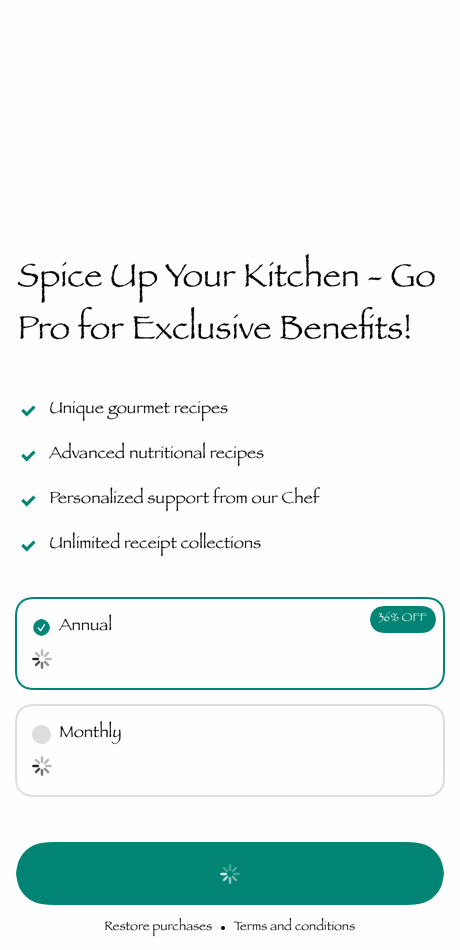 Spice Up Your Kitchen - Go
Pro for Exclusive Benefits!
Unique gourmet recipes
Advanced nutritional recipes
Personalized support from our Chef
Unlimited receipt collections
Annual
36% OFF
Monthly
Restore purchases • Terms and conditions